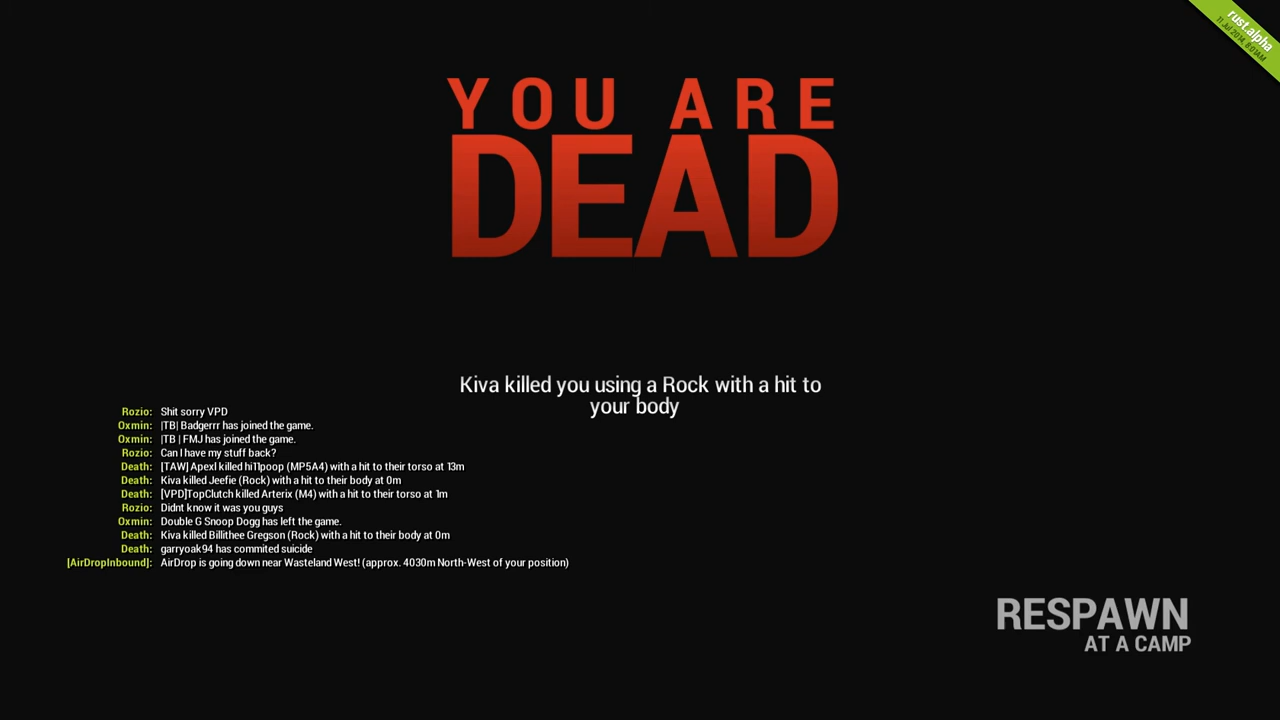 rust.alpha
11 Jul 2014, 8:01AM
YOU ARE
DEAD
Kiva killed you using a Rock with a hit to
your body
Rozio: Shit sorry VPD
Oxmin: |TB| Badgerrr has joined the game.
Oxmin: |TB | FMJ has joined the game.
Rozio: Can I have my stuff back?
Death: [TAW] Apexl killed hi11poop (MP5A4) with a hit to their torso at 13m
Death: Kiva killed Jeefie (Rock) with a hit to their body at 0m
Death: [VPD]TopClutch killed Arterix (M4) with a hit to their torso at 1m
Rozio: Didnt know it was you guys
Oxmin: Double G Snoop Dogg has left the game.
Death: Kiva killed Billithee Gregson (Rock) with a hit to their body at 0m
Death: garryoak94 has commited suicide
[AirDropInbound]: AirDrop is going down near Wasteland West! (approx. 4030m North-West of your position)
RESPAWN
AT A CAMP